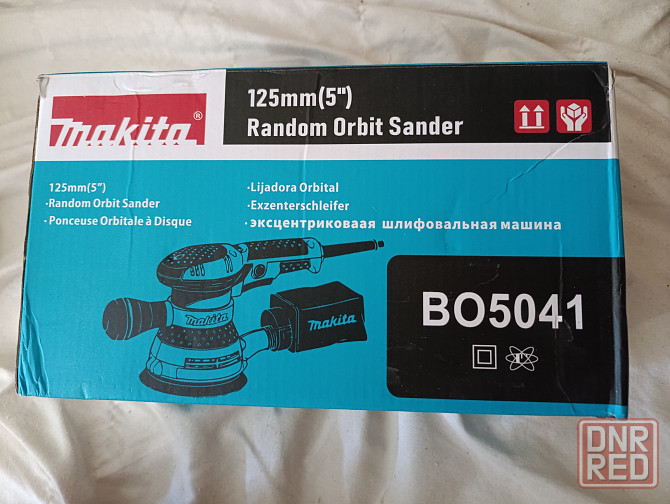 Makita®
125mm(5")
Random Orbit Sander
125mm(5")
·Random Orbit Sander
·Ponceuse Orbitale à Disque
·Lijadora Orbital
·Exzenterschleifer
·эксцентриковаая шлифовальная машина
Makita
Makita
BO5041
DNR
RED